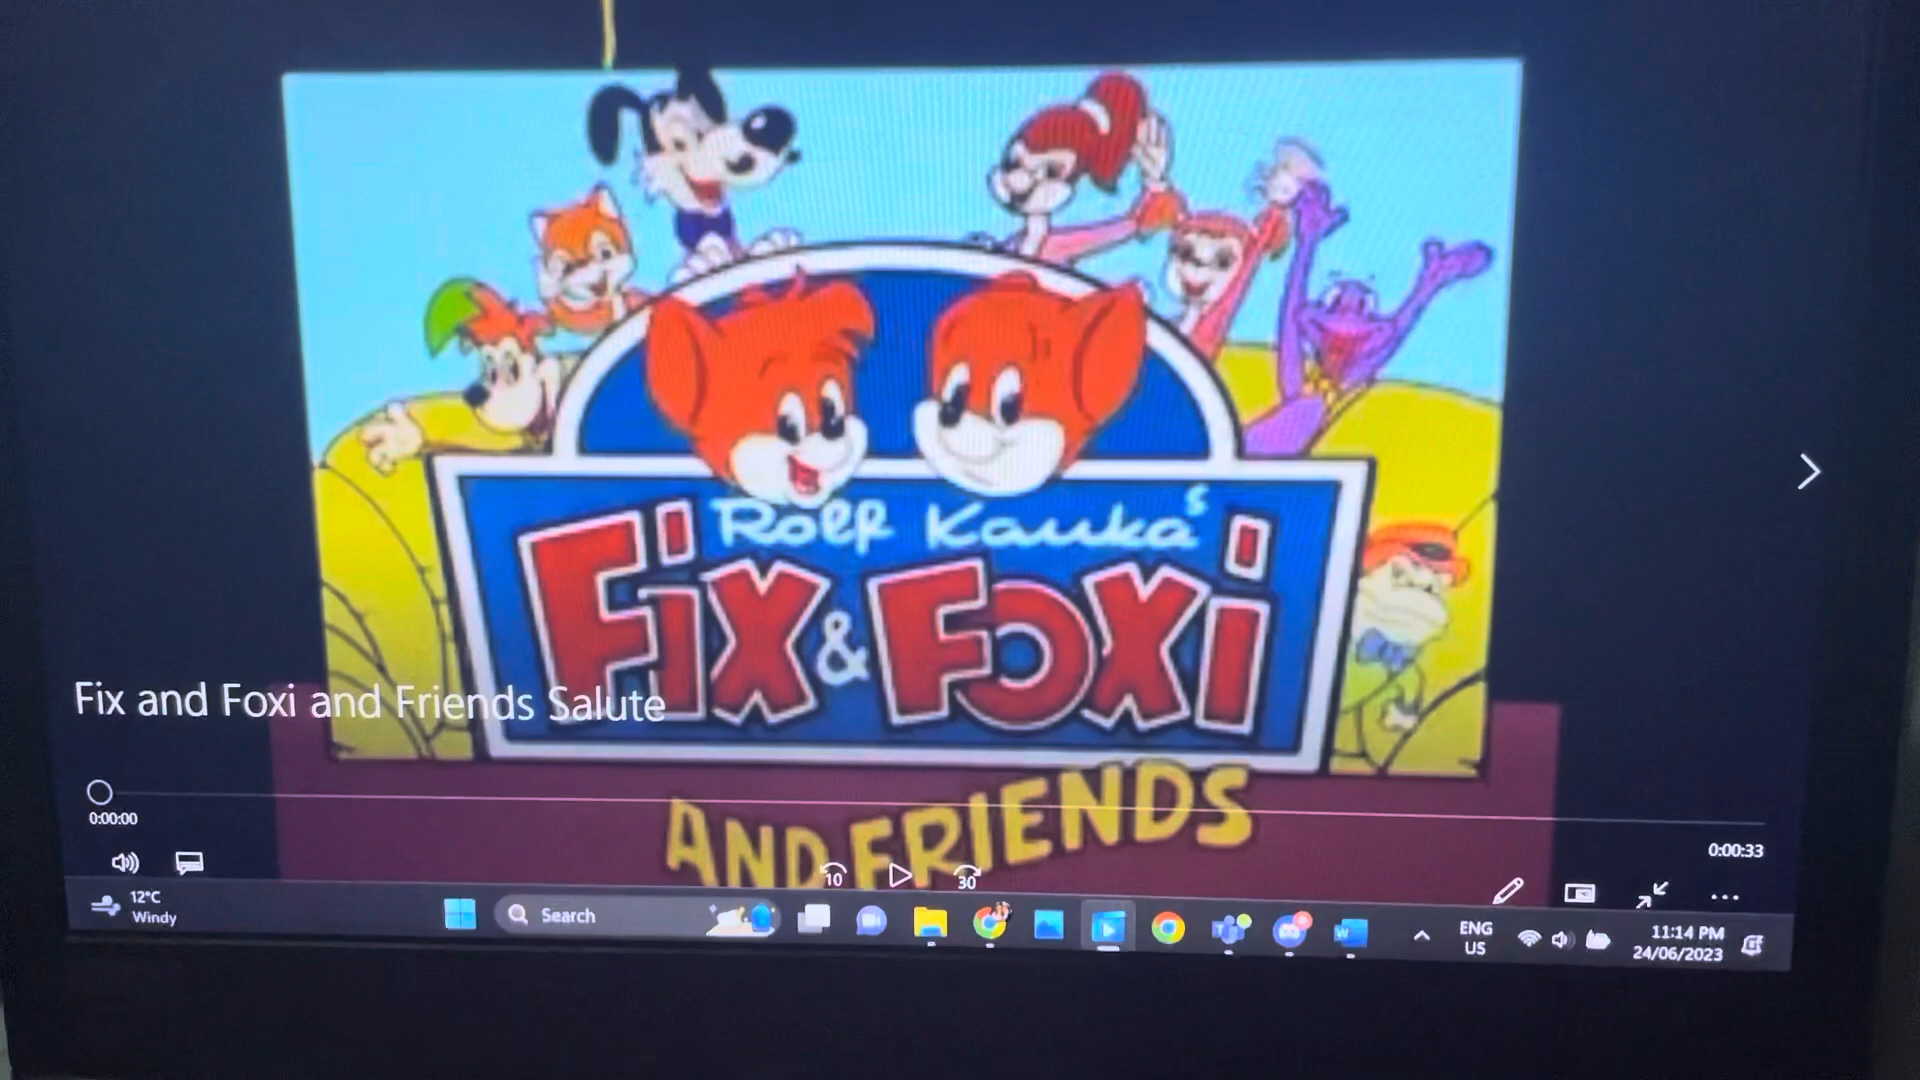 Rolf Kauka's
Fix & FOXi
Fix and Foxi and Friends Salute
AND FRIENDS
0:00:00
0:00:33
10
30
12°C
Windy
Search
ENG
US
11:14 PM
24/06/2023